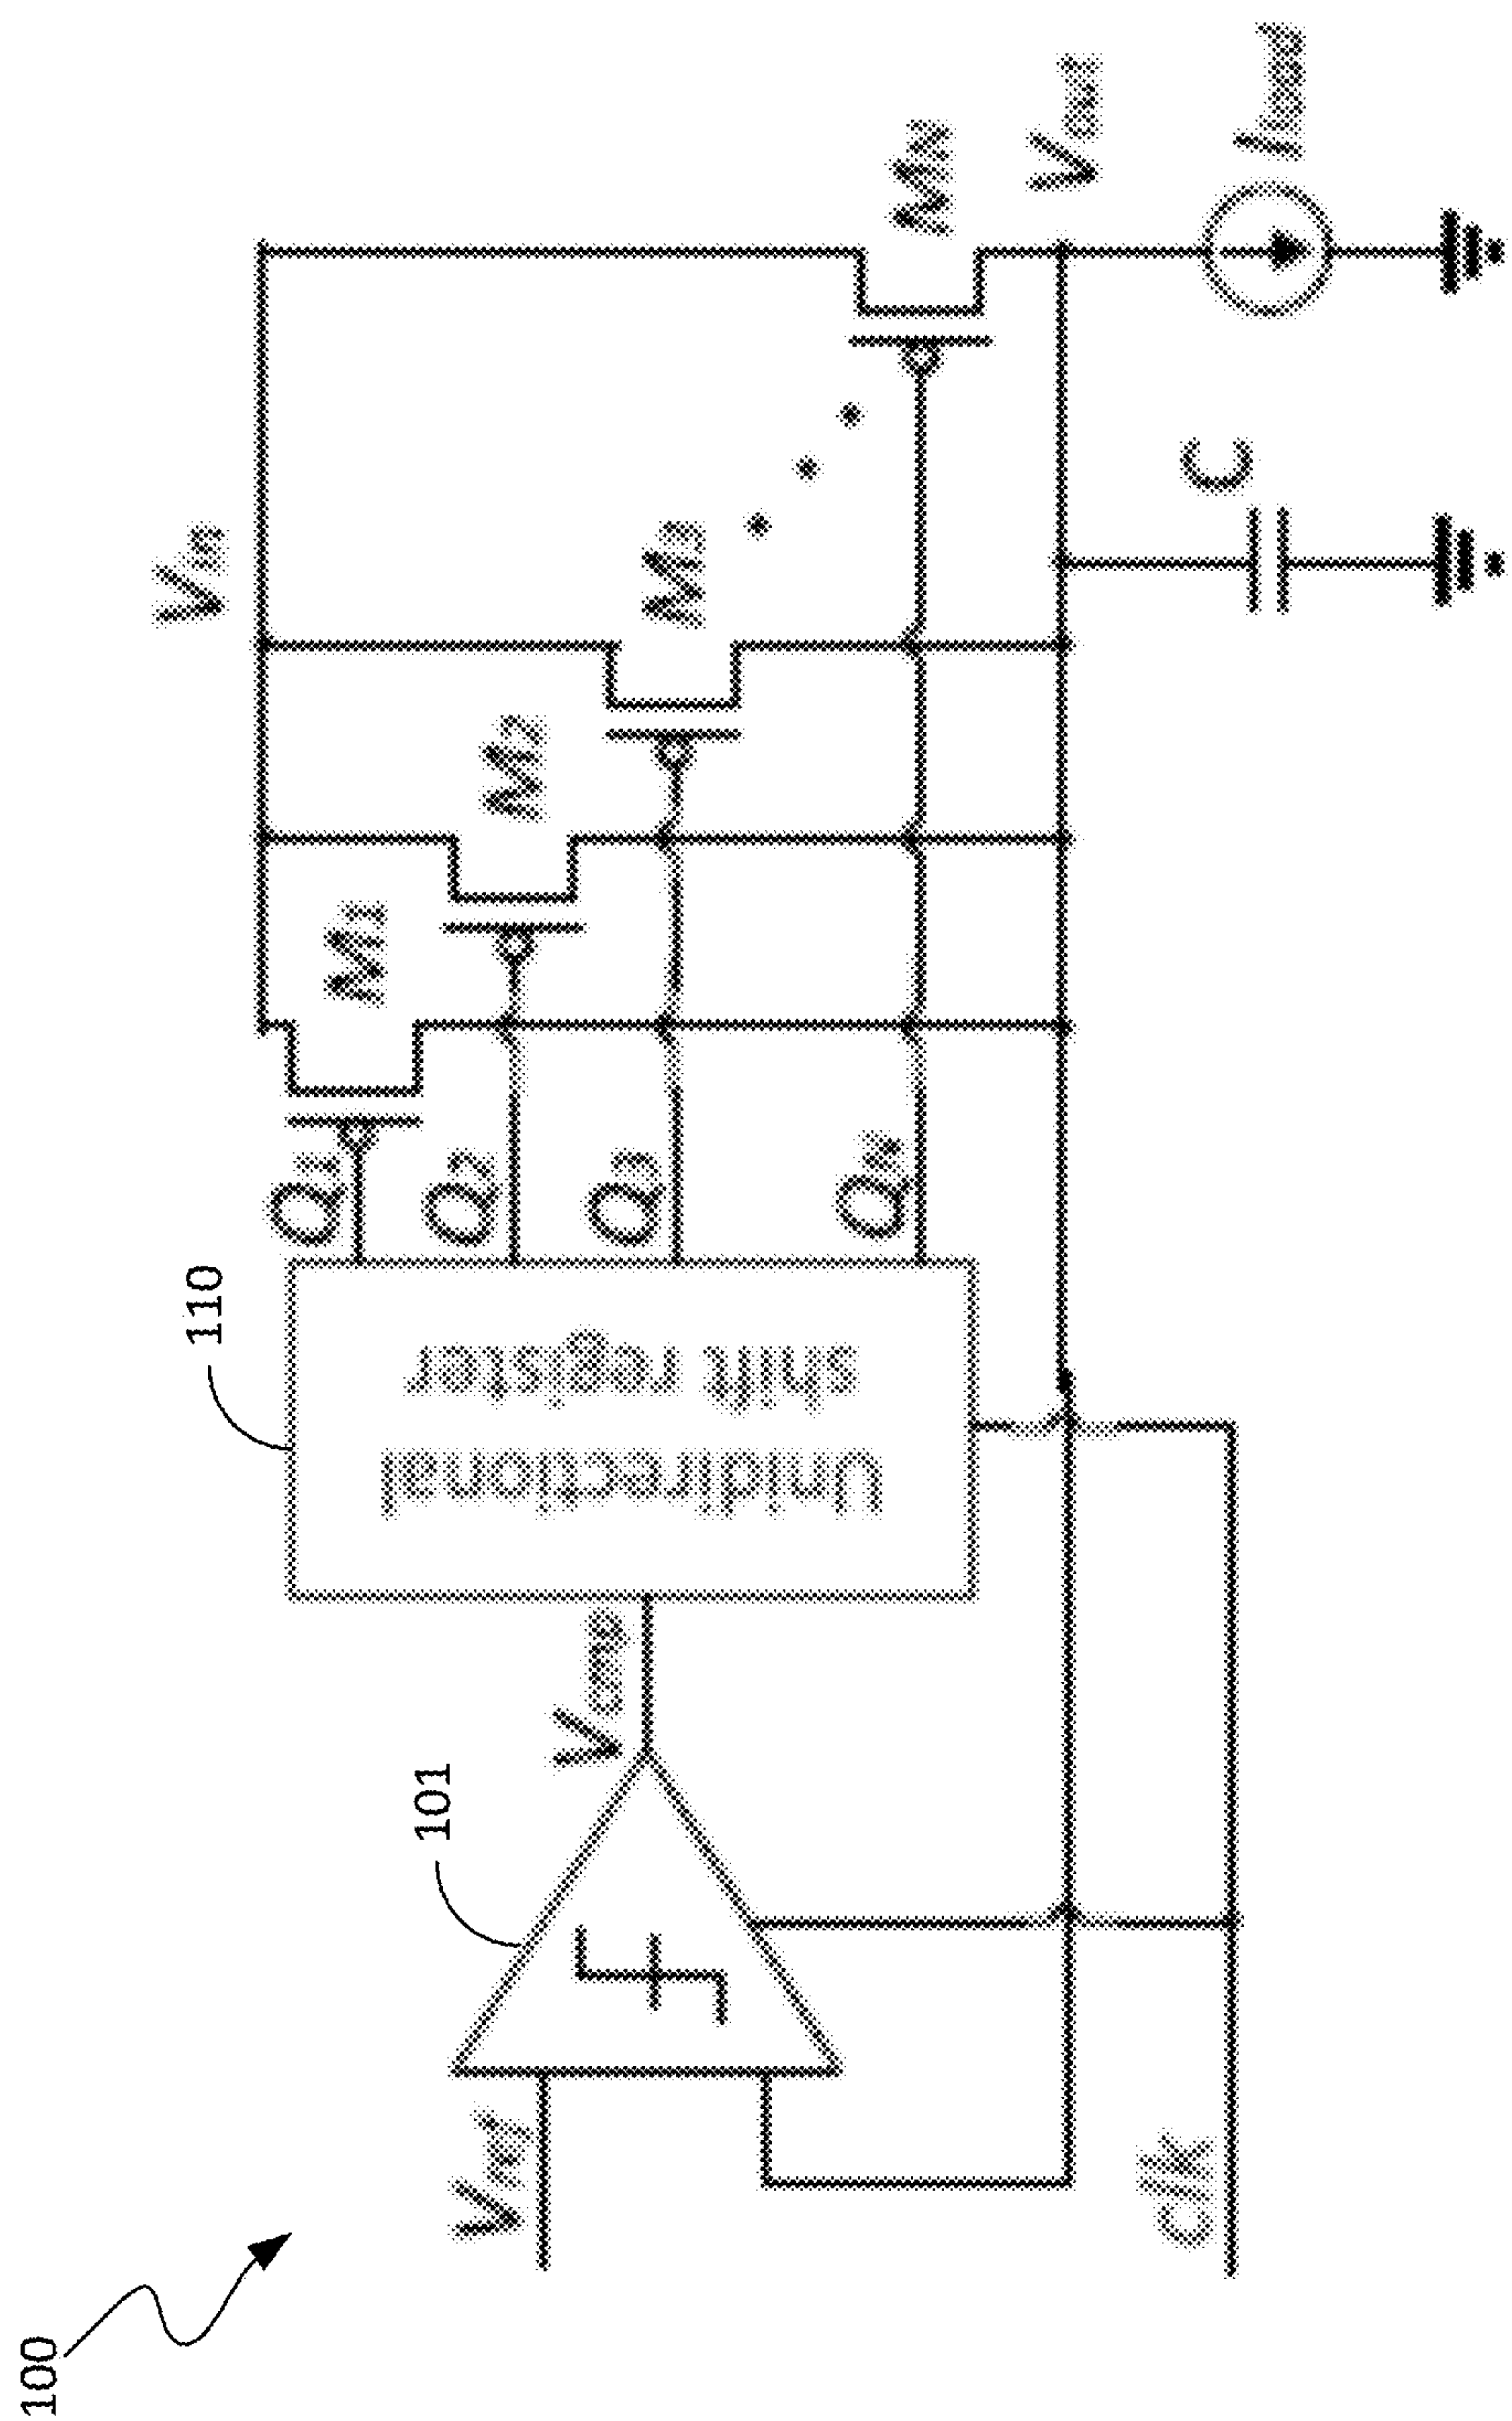 100
101
110
Vin
M1
M2
M3
MN
Q1
Q2
Q3
QN
Vref
Vcmp
Unidirectional
shift register
clk
Vout
C
Iload